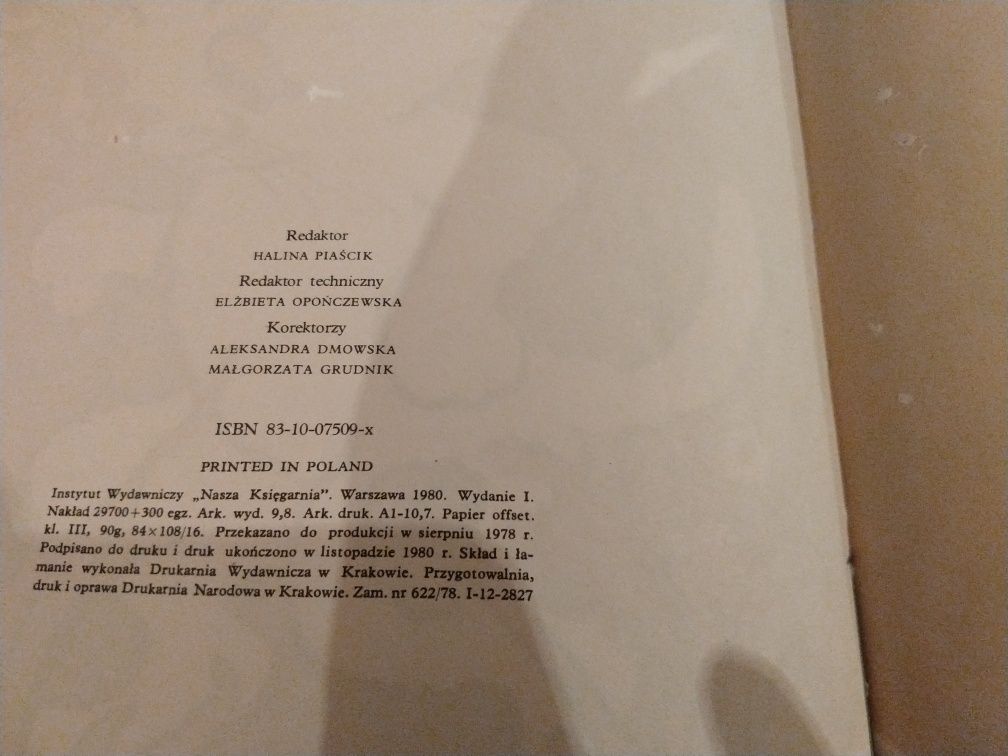 Redaktor
HALINA PIAŚCIK
Redaktor techniczny
ELŻBIETA OPOŃCZEWSKA
Korektorzy
ALEKSANDRA DMOWSKA
MAŁGORZATA GRUDNIK
ISBN 83-10-07509-x
PRINTED IN POLAND
Instytut Wydawniczy „Nasza Księgarnia". Warszawa 1980. Wydanie I.
Nakład 29700+300 egz. Ark. wyd. 9,8. Ark. druk. A1-10,7. Papier offset.
kl. III, 90g, 84×108/16. Przekazano do produkcji w sierpniu 1978 r.
Podpisano do druku i druk ukończono w listopadzie 1980 r. Skład i ła-
manie wykonała Drukarnia Wydawnicza w Krakowie. Przygotowalnia,
druk i oprawa Drukarnia Narodowa w Krakowie. Zam. nr 622/78. I-12-2827